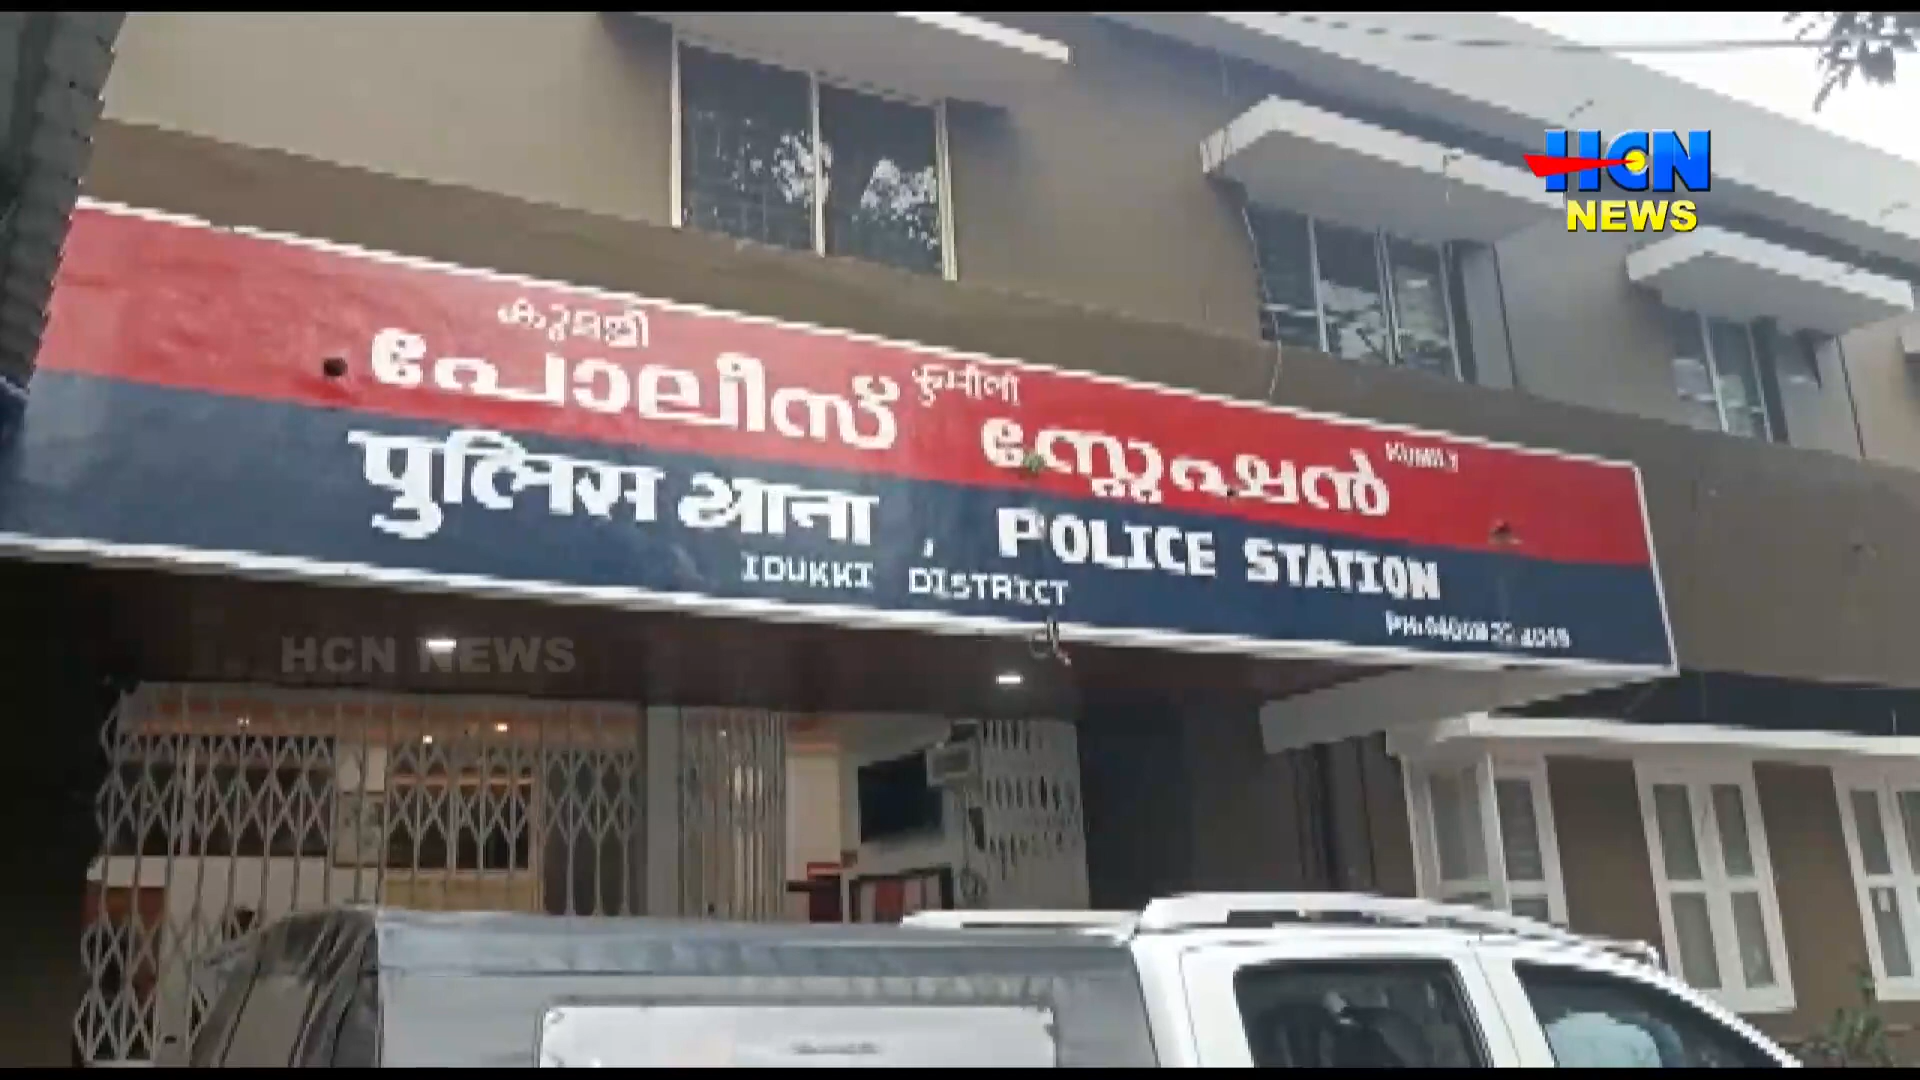 HCN
NEWS
കുമളി
പോലീസ് കുമീലി സ്റ്റേഷൻ KUMILY
पुलिस थाना , POLICE STATION
IDUKKI DISTRICT
HCN NEWS